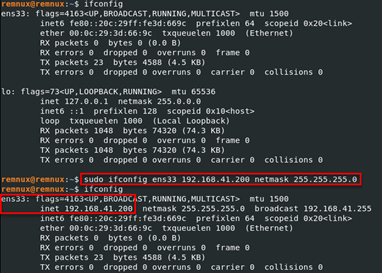 remnux@remnux:~$ ifconfig
ens33: flags=4163<UP,BROADCAST,RUNNING,MULTICAST>  mtu 1500
        inet6 fe80::20c:29ff:fe3d:669c  prefixlen 64  scopeid 0x20<link>
        ether 00:0c:29:3d:66:9c  txqueuelen 1000  (Ethernet)
        RX packets 0  bytes 0 (0.0 B)
        RX errors 0  dropped 0  overruns 0  frame 0
        TX packets 23  bytes 4588 (4.5 KB)
        TX errors 0  dropped 0 overruns 0  carrier 0  collisions 0
lo: flags=73<UP,LOOPBACK,RUNNING>  mtu 65536
        inet 127.0.0.1  netmask 255.0.0.0
        inet6 ::1  prefixlen 128  scopeid 0x10<host>
        loop  txqueuelen 1000  (Local Loopback)
        RX packets 1048  bytes 74320 (74.3 KB)
        RX errors 0  dropped 0  overruns 0  frame 0
        TX packets 1048  bytes 74320 (74.3 KB)
        TX errors 0  dropped 0 overruns 0  carrier 0  collisions 0
remnux@remnux:~$ sudo ifconfig ens33 192.168.41.200 netmask 255.255.255.0
remnux@remnux:~$ ifconfig
ens33: flags=4163<UP,BROADCAST,RUNNING,MULTICAST>  mtu 1500
        inet 192.168.41.200  netmask 255.255.255.0  broadcast 192.168.41.255
        inet6 fe80::20c:29ff:fe3d:669c  prefixlen 64  scopeid 0x20<link>
        ether 00:0c:29:3d:66:9c  txqueuelen 1000  (Ethernet)
        RX packets 0  bytes 0 (0.0 B)
        RX errors 0  dropped 0  overruns 0  frame 0
        TX packets 23  bytes 4588 (4.5 KB)
        TX errors 0  dropped 0 overruns 0  carrier 0  collisions 0